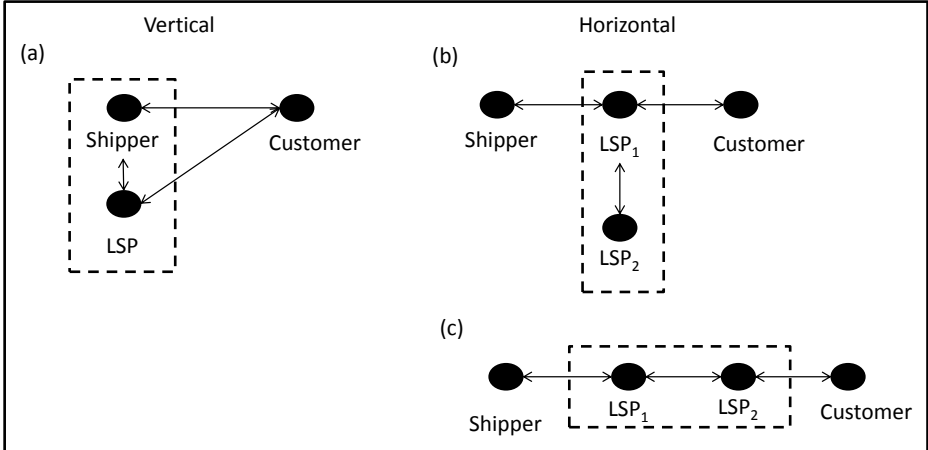 Vertical
Horizontal
(a)
Shipper
Customer
LSP
(b)
Shipper
LSP₁
Customer
LSP₂
(c)
Shipper
LSP₁
LSP₂
Customer